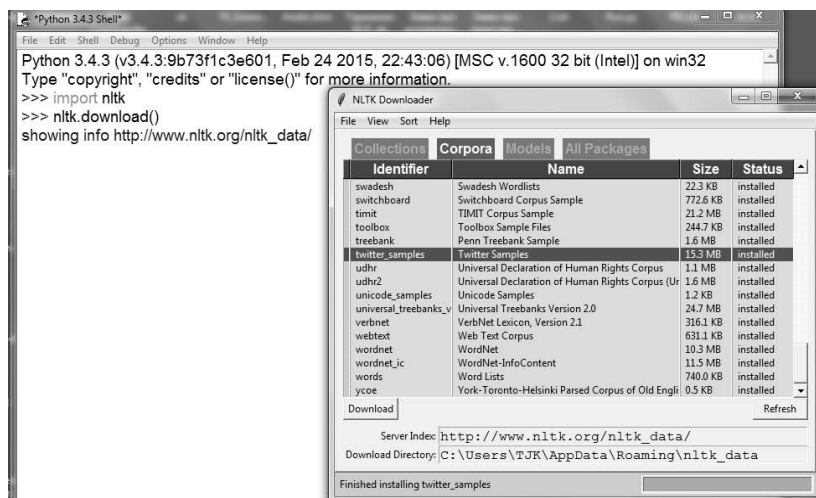 *Python 3.4.3 Shell*
File Edit Shell Debug Options Window Help
Python 3.4.3 (v3.4.3:9b73f1c3e601, Feb 24 2015, 22:43:06) [MSC v.1600 32 bit (Intel)] on win32
Type "copyright", "credits" or "license()" for more information.
>>> import nltk
>>> nltk.download()
showing info http://www.nltk.org/nltk_data/
NLTK Downloader
File View Sort Help
Collections Corpora Models All Packages
Identifier Name Size Status
swadesh Swadesh Wordlists 22.3 KB installed
switchboard Switchboard Corpus Sample 772.6 KB installed
timit TIMIT Corpus Sample 21.2 MB installed
toolbox Toolbox Sample Files 244.7 KB installed
treebank Penn Treebank Sample 1.6 MB installed
twitter_samples Twitter Samples 15.3 MB installed
udhr Universal Declaration of Human Rights Corpus 1.1 MB installed
udhr2 Universal Declaration of Human Rights Corpus (Ur 1.6 MB installed
unicode_samples Unicode Samples 1.2 KB installed
universal_treebanks_v Universal Treebanks Version 2.0 24.7 MB installed
verbnet VerbNet Lexicon, Version 2.1 316.1 KB installed
webtext Web Text Corpus 631.1 KB installed
wordnet WordNet 10.3 MB installed
wordnet_ic WordNet-InfoContent 11.5 MB installed
words Word Lists 740.0 KB installed
ycoe York-Toronto-Helsinki Parsed Corpus of Old Engli 0.5 KB installed
Download Refresh
Server Index: http://www.nltk.org/nltk_data/
Download Directory: C:\Users\TJK\AppData\Roaming\nltk_data
Finished installing twitter_samples